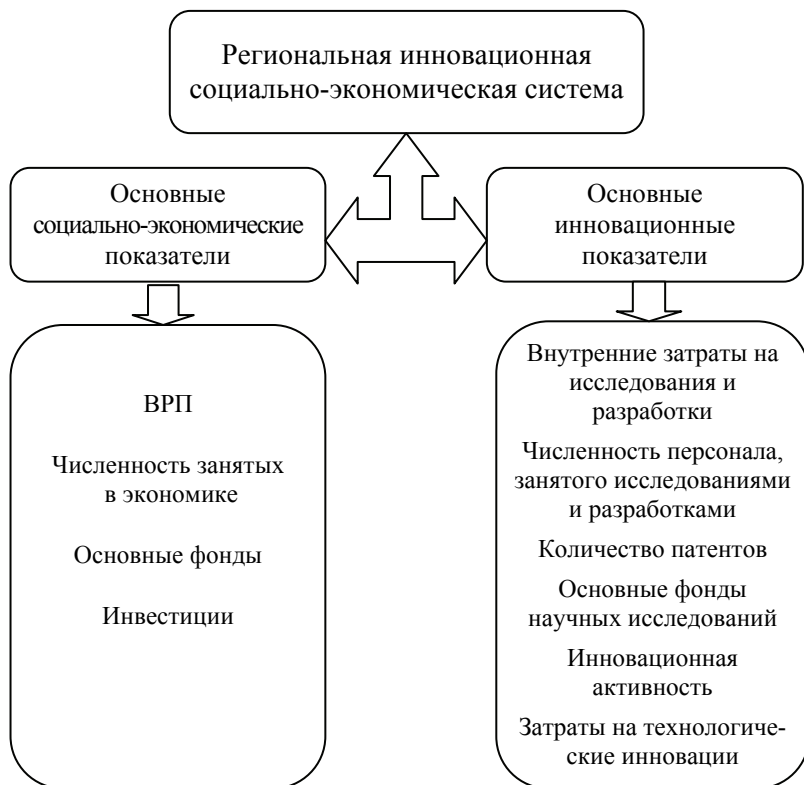 Региональная инновационная
социально-экономическая система
Основные
социально-экономические
показатели
Основные
инновационные
показатели
ВРП
Численность занятых
в экономике
Основные фонды
Инвестиции
Внутренние затраты на
исследования и
разработки
Численность персонала,
занятого исследованиями
и разработками
Количество патентов
Основные фонды
научных исследований
Инновационная
активность
Затраты на технологиче-
ские инновации